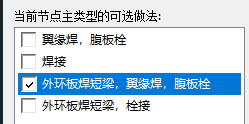 当前节点主类型的可选做法:
翼缘焊，腹板栓
焊接
外环板焊短梁，翼缘焊，腹板栓
外环板焊短梁，栓接